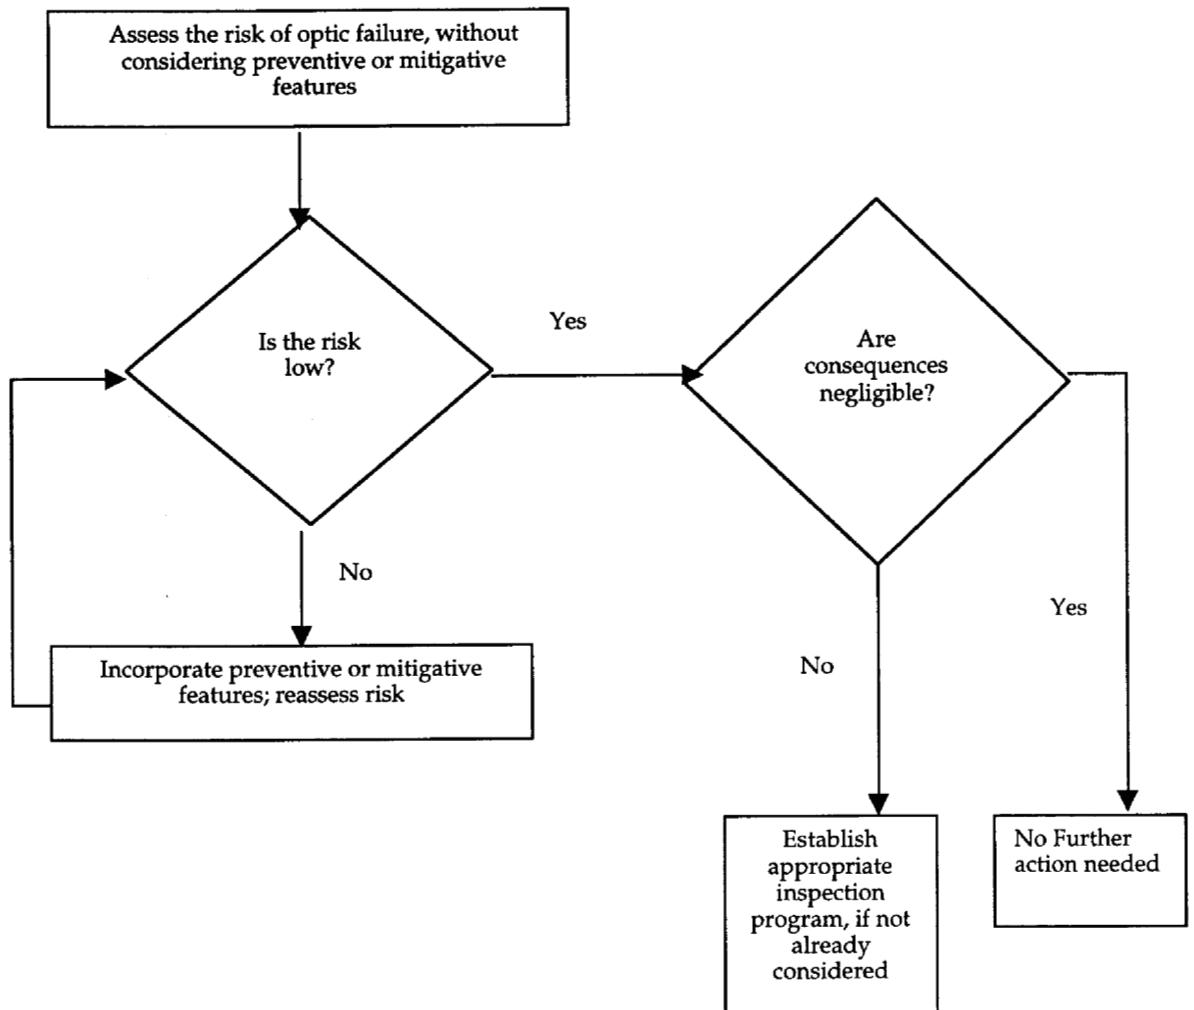 Assess the risk of optic failure, without
considering preventive or mitigative
features
Is the risk
low?
Yes
Are
consequences
negligible?
No
Yes
Incorporate preventive or mitigative
features; reassess risk
No
Establish
appropriate
inspection
program, if not
already
considered
No Further
action needed